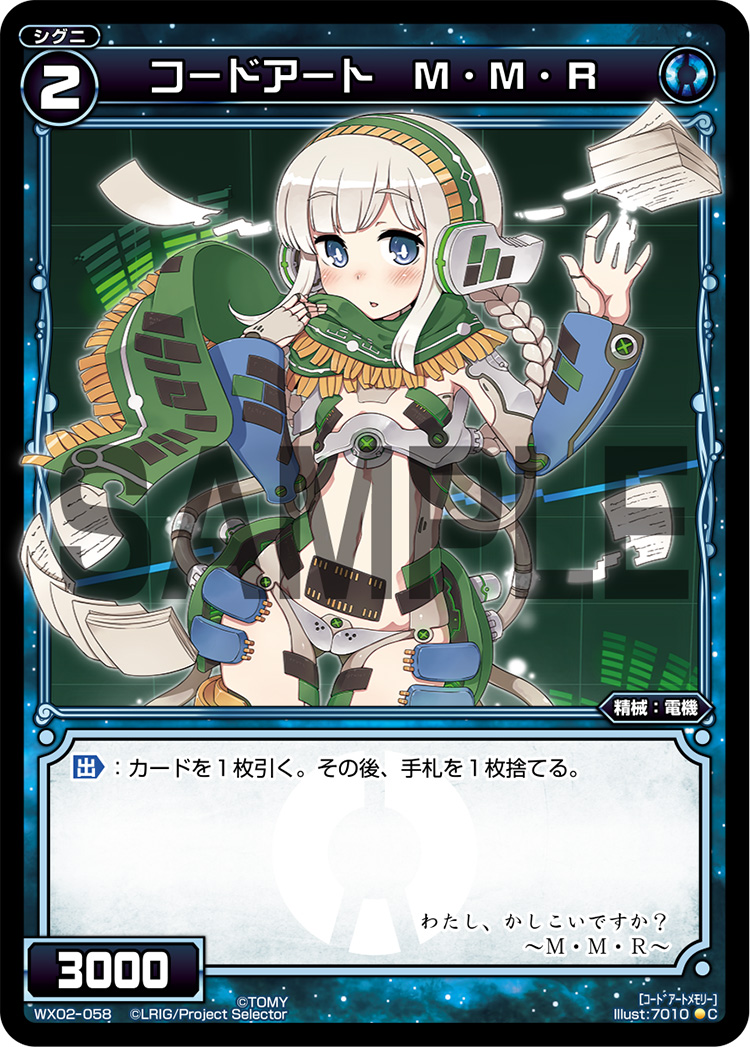 シグニ
2
コードアート M・M・R
SAMPLE
精械：電機
出：カードを１枚引く。その後、手札を１枚捨てる。
わたし、かしこいですか？
～M・M・R～
3000
©TOMY
[ｺｰﾄﾞｱｰﾄﾒﾓﾘｰ]
WX02-058 ©LRIG/Project Selector
Illust:7010 C